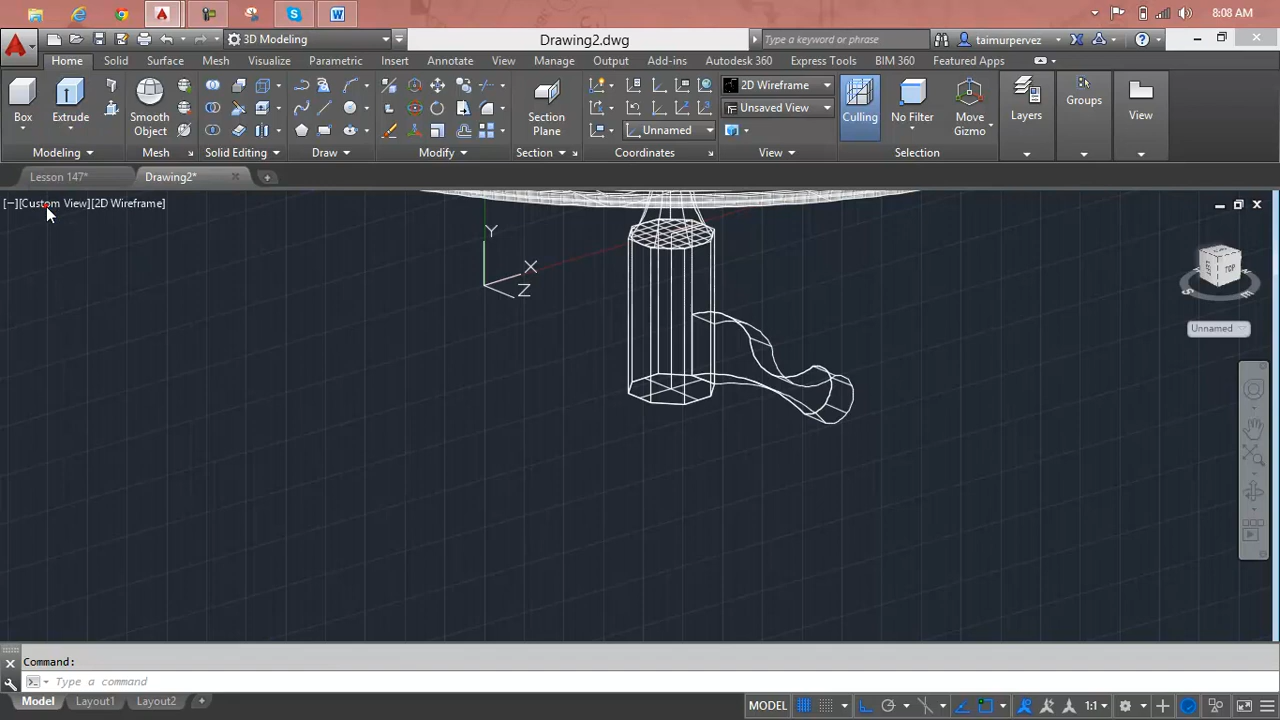 8:08 AM
3D Modeling
Drawing2.dwg
Type a keyword or phrase
taimurpervez
Home Solid Surface Mesh Visualize Parametric Insert Annotate View Manage Output Add-ins Autodesk 360 Express Tools BIM 360 Featured Apps
Box Extrude Smooth Object Section Plane 2D Wireframe Unsaved View Unnamed Culling No Filter Move Gizmo Layers Groups View
Modeling Mesh Solid Editing Draw Modify Section Coordinates View Selection
Lesson 147* Drawing2*
[−][Custom View][2D Wireframe]
Y
X
Z
TOP
Unnamed
Command:
Type a command
Model Layout1 Layout2
MODEL 1:1